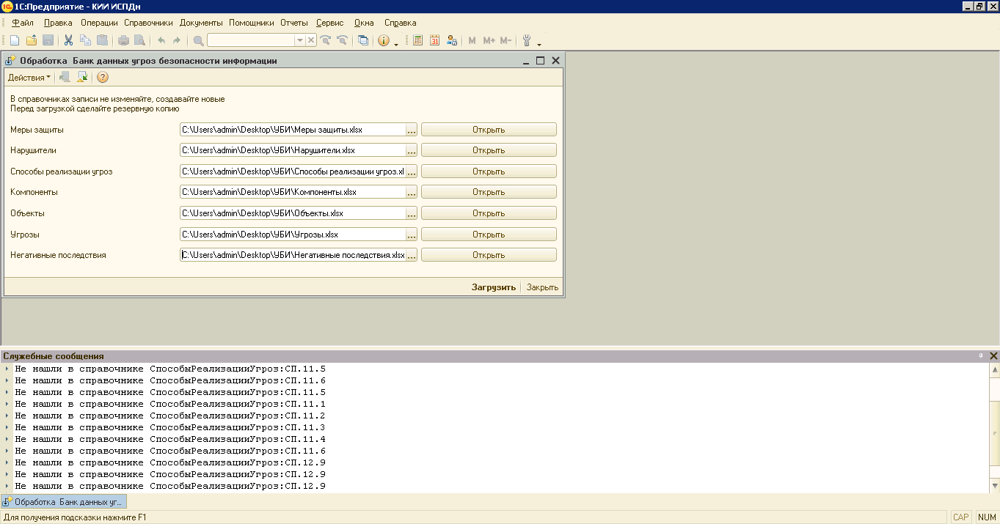 1С:Предприятие - КИИ ИСПДн
Файл Правка Операции Справочники Документы Помощники Отчеты Сервис Окна Справка
M M+ M-
Обработка Банк данных угроз безопасности информации
Действия
В справочниках записи не изменяйте, создавайте новые
Перед загрузкой сделайте резервную копию
Меры защиты C:\Users\admin\Desktop\УБИ\Меры защиты.xlsx ... Открыть
Нарушители C:\Users\admin\Desktop\УБИ\Нарушители.xlsx ... Открыть
Способы реализации угроз C:\Users\admin\Desktop\УБИ\Способы реализации угроз.xl ... Открыть
Компоненты C:\Users\admin\Desktop\УБИ\Компоненты.xlsx ... Открыть
Объекты C:\Users\admin\Desktop\УБИ\Объекты.xlsx ... Открыть
Угрозы C:\Users\admin\Desktop\УБИ\Угрозы.xlsx ... Открыть
Негативные последствия C:\Users\admin\Desktop\УБИ\Негативные последствия.xlsx ... Открыть
Загрузить Закрыть
Служебные сообщения
Не нашли в справочнике СпособыРеализацииУгроз:СП.11.5
Не нашли в справочнике СпособыРеализацииУгроз:СП.11.6
Не нашли в справочнике СпособыРеализацииУгроз:СП.11.5
Не нашли в справочнике СпособыРеализацииУгроз:СП.11.1
Не нашли в справочнике СпособыРеализацииУгроз:СП.11.2
Не нашли в справочнике СпособыРеализацииУгроз:СП.11.3
Не нашли в справочнике СпособыРеализацииУгроз:СП.11.4
Не нашли в справочнике СпособыРеализацииУгроз:СП.11.6
Не нашли в справочнике СпособыРеализацииУгроз:СП.12.9
Не нашли в справочнике СпособыРеализацииУгроз:СП.12.9
Не нашли в справочнике СпособыРеализацииУгроз:СП.12.9
Обработка Банк данных уг...
Для получения подсказки нажмите F1 CAP NUM